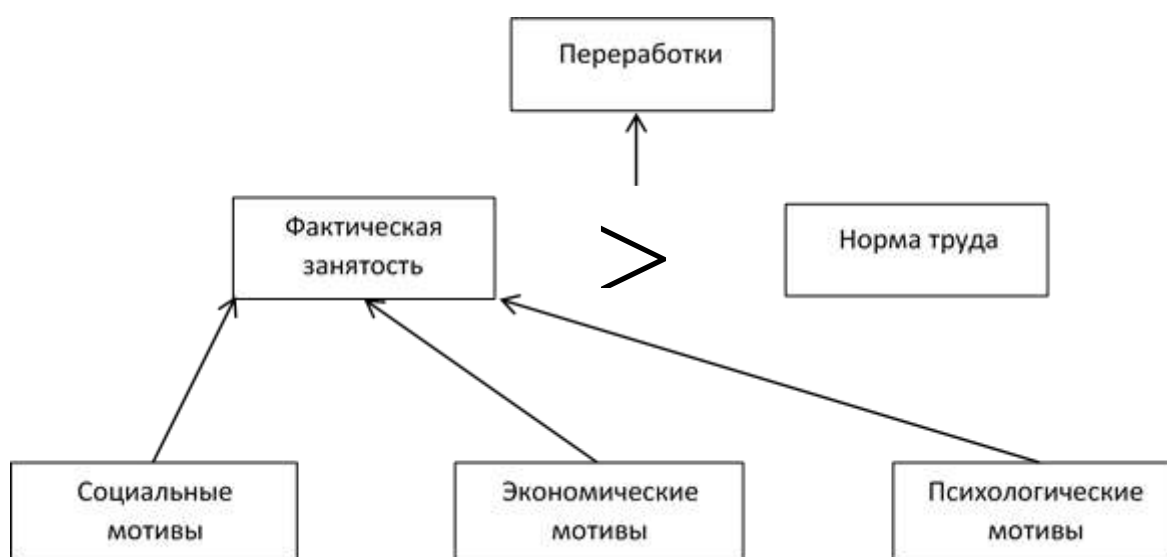 Переработки
Фактическая
занятость
>
Норма труда
Социальные
мотивы
Экономические
мотивы
Психологические
мотивы